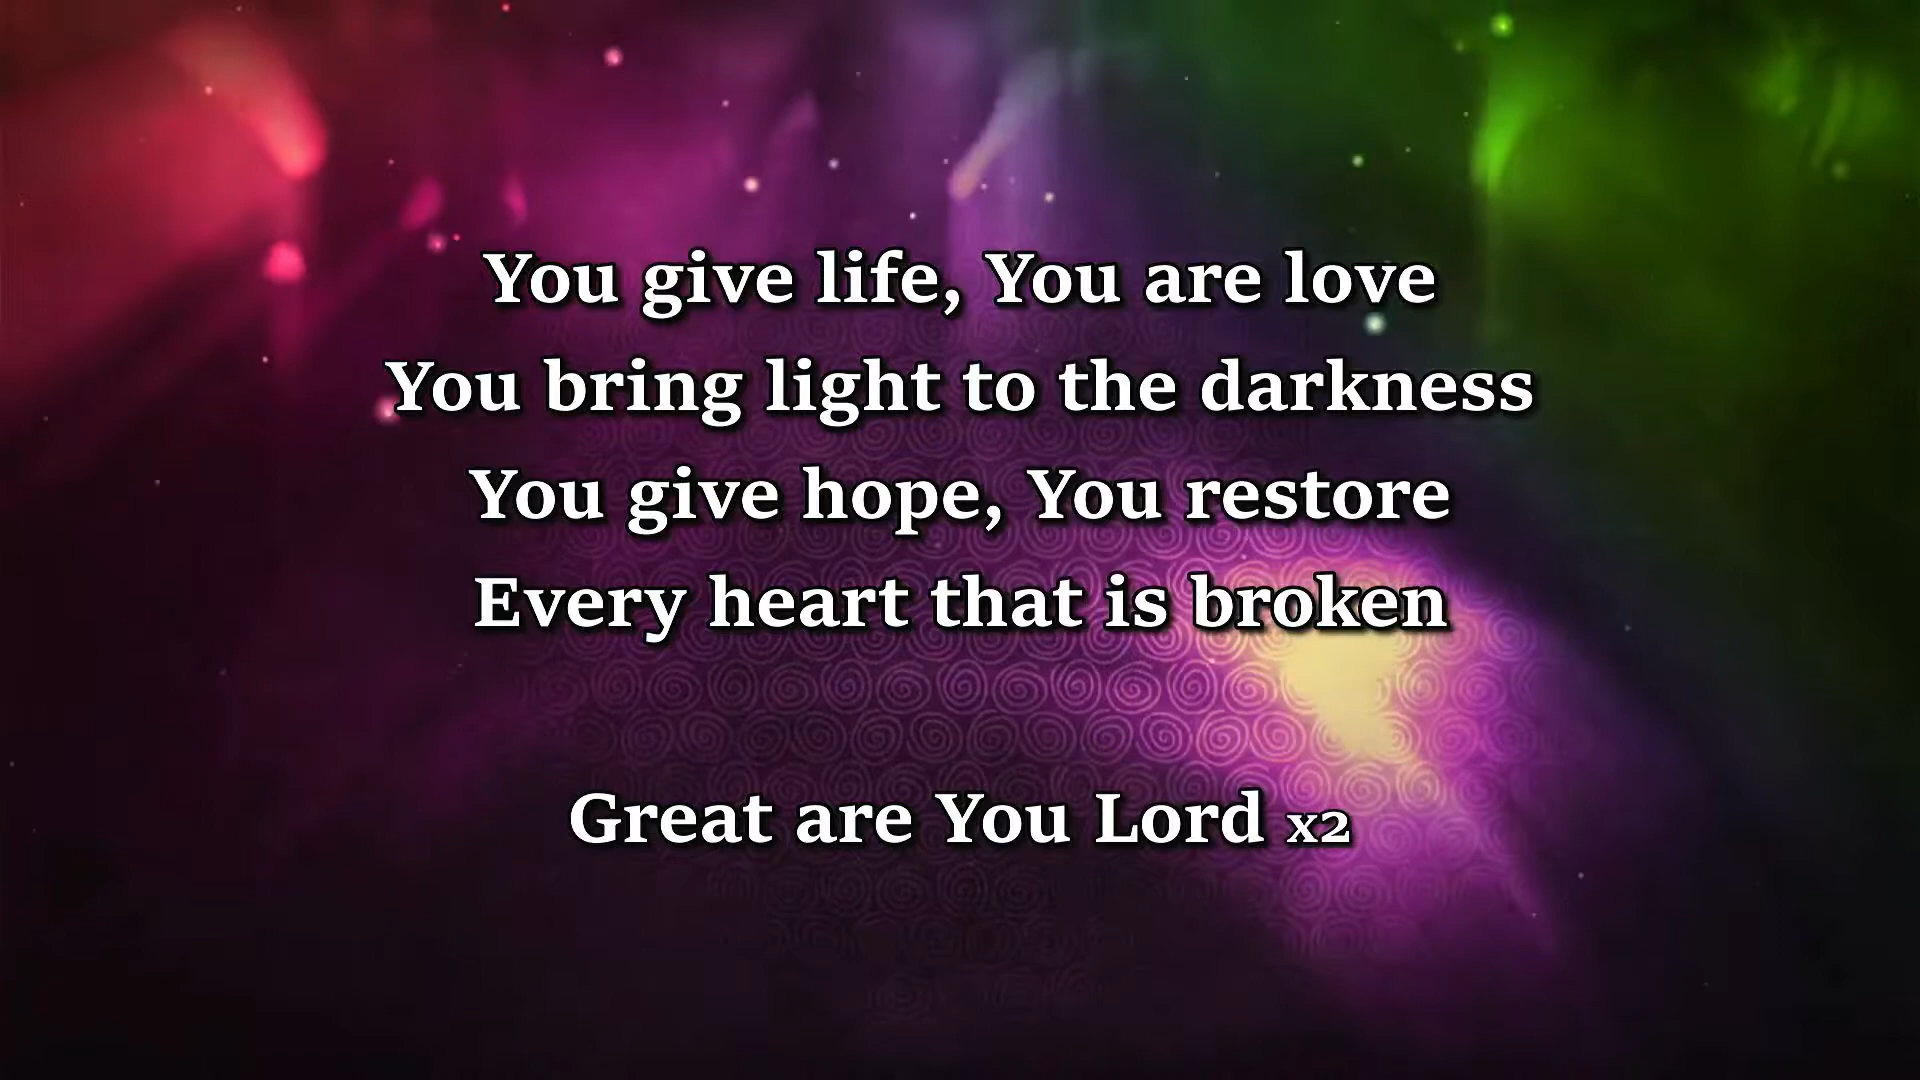 You give life, You are love
You bring light to the darkness
You give hope, You restore
Every heart that is broken
Great are You Lord x2